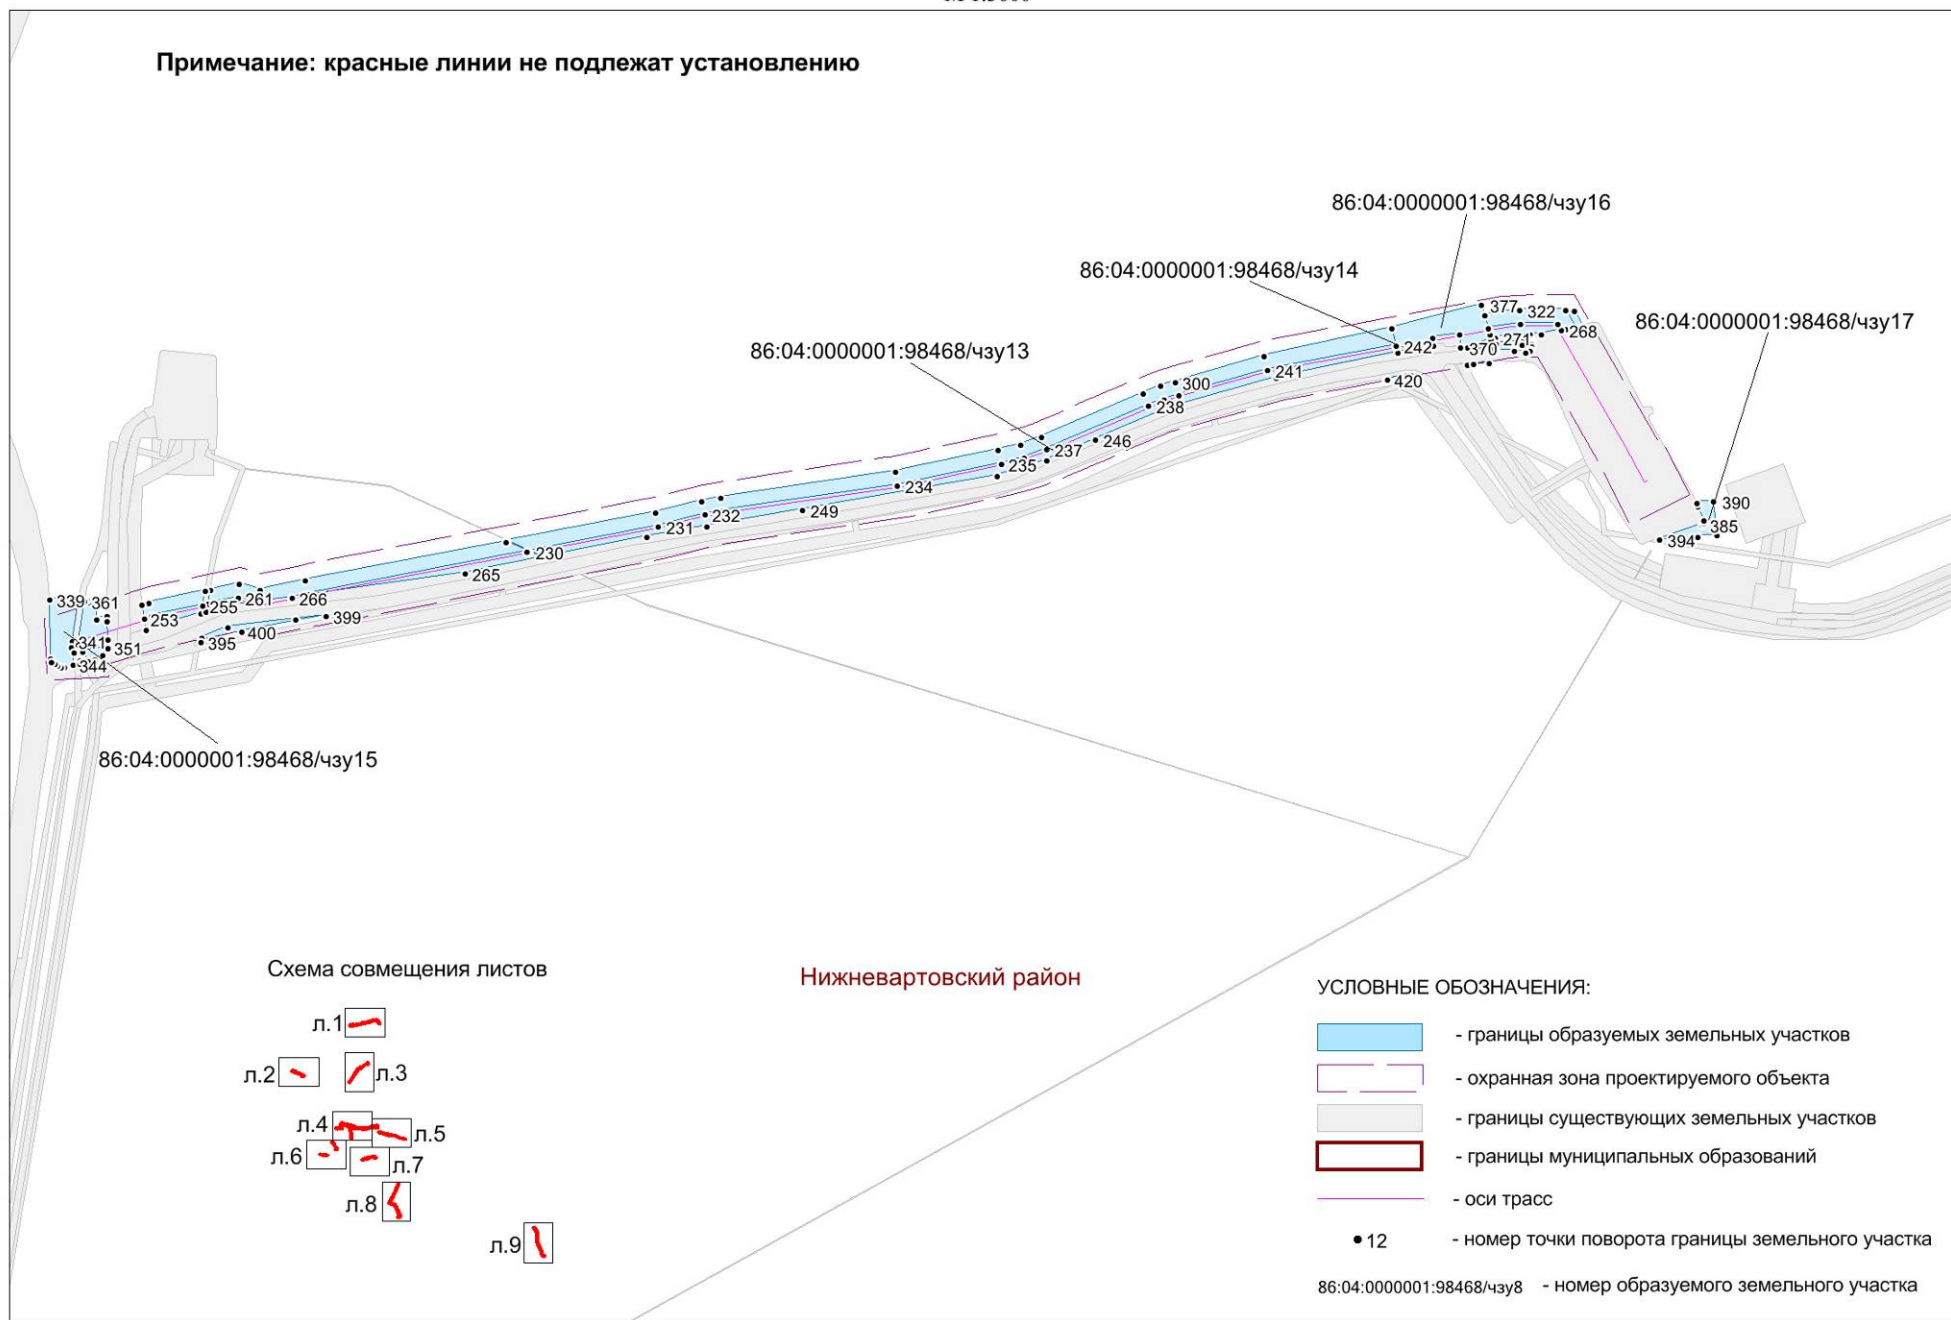 Примечание: красные линии не подлежат установлению
86:04:0000001:98468/чзу16
86:04:0000001:98468/чзу14
86:04:0000001:98468/чзу17
86:04:0000001:98468/чзу13
377
322
268
271
242
370
420
241
300
238
246
237
235
234
249
232
231
230
265
390
385
394
339
361
253
255
261
266
399
400
395
341
351
344
86:04:0000001:98468/чзу15
Схема совмещения листов
л.1
л.2
л.3
л.4
л.5
л.6
л.7
л.8
л.9
Нижневартовский район
УСЛОВНЫЕ ОБОЗНАЧЕНИЯ:
- границы образуемых земельных участков
- охранная зона проектируемого объекта
- границы существующих земельных участков
- границы муниципальных образований
- оси трасс
12 - номер точки поворота границы земельного участка
86:04:0000001:98468/чзу8 - номер образуемого земельного участка